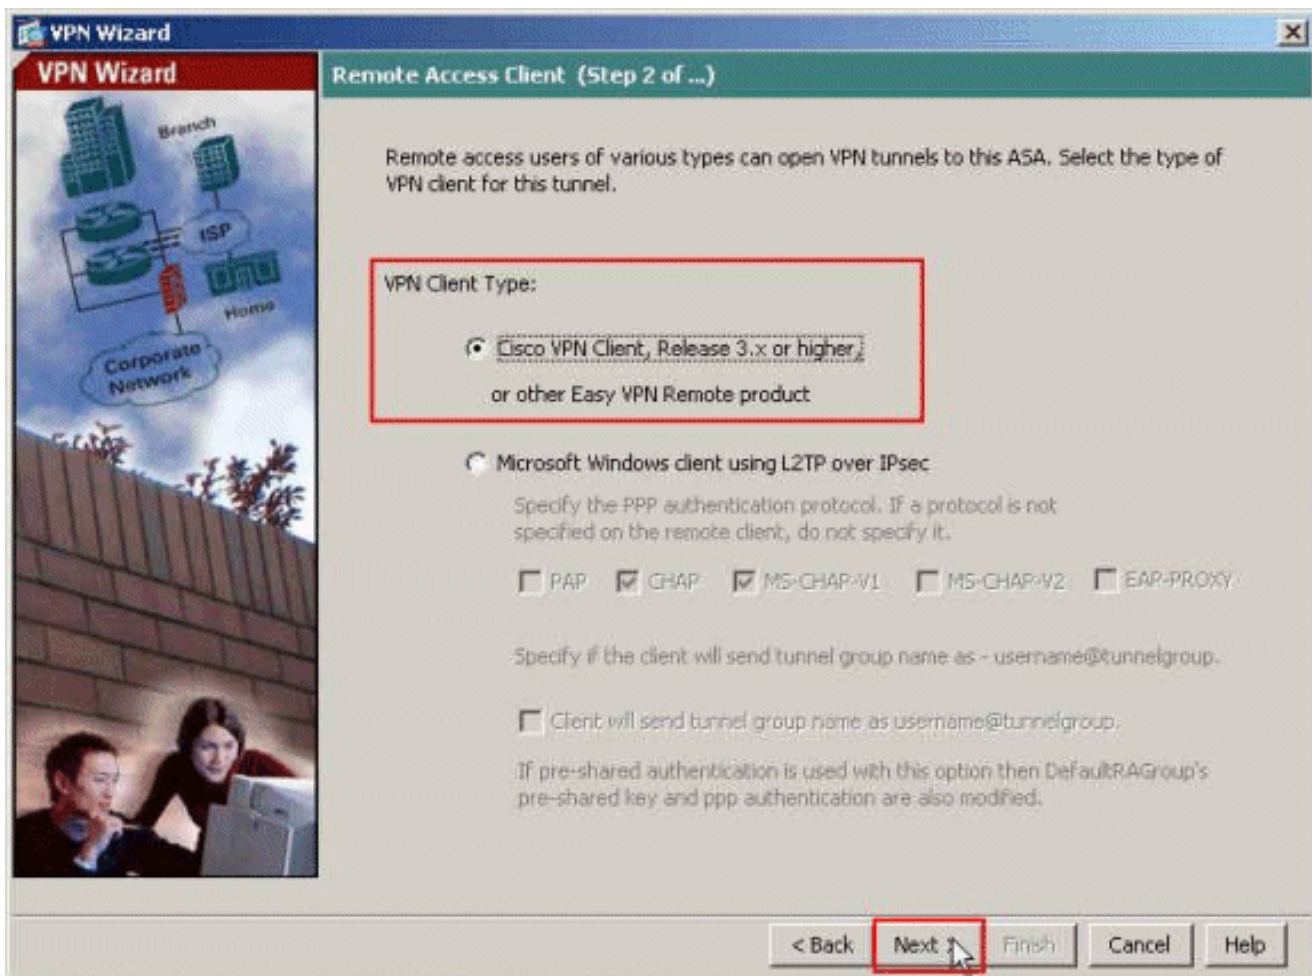 VPN Wizard
VPN Wizard
Remote Access Client (Step 2 of ...)
Branch
ISP
Home
Corporate
Network
Remote access users of various types can open VPN tunnels to this ASA. Select the type of
VPN client for this tunnel.
VPN Client Type:
Cisco VPN Client, Release 3.x or higher,
or other Easy VPN Remote product
Microsoft Windows client using L2TP over IPsec
Specify the PPP authentication protocol. If a protocol is not
specified on the remote client, do not specify it.
PAP CHAP MS-CHAP-V1 MS-CHAP-V2 EAP-PROXY
Specify if the client will send tunnel group name as - username@tunnelgroup.
Client will send tunnel group name as username@tunnelgroup.
If pre-shared authentication is used with this option then DefaultRAGroup's
pre-shared key and ppp authentication are also modified.
< Back Next > Finish Cancel Help